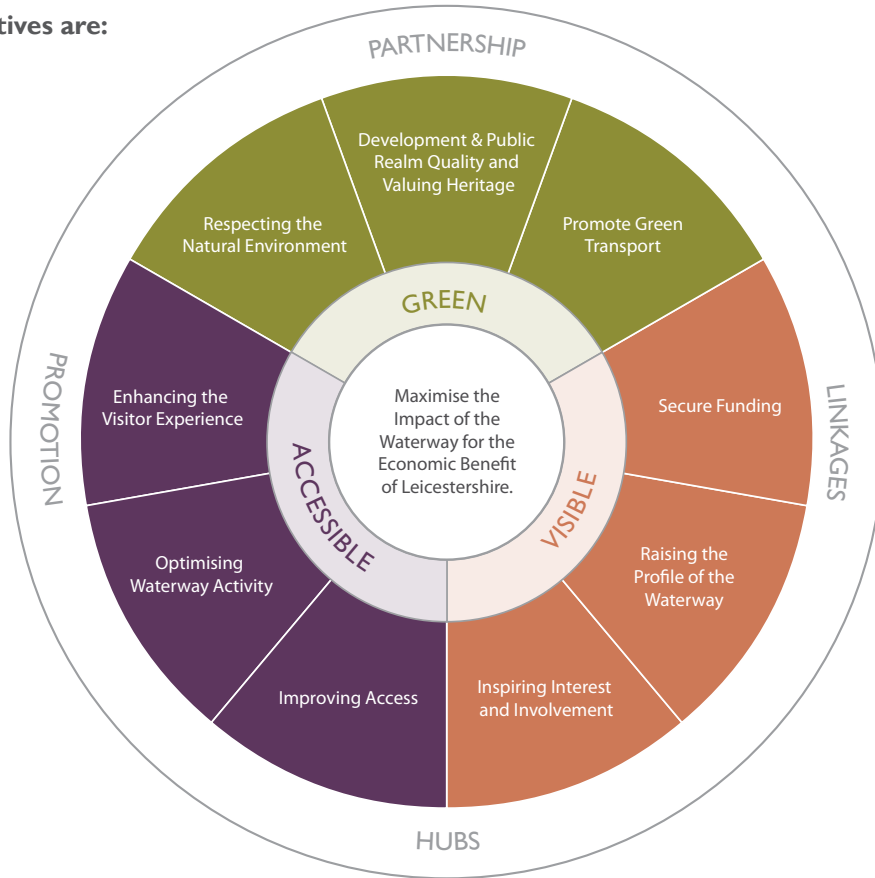 tives are:
PARTNERSHIP
Development & Public
Realm Quality and
Valuing Heritage
Respecting the
Natural Environment
Promote Green
Transport
GREEN
PROMOTION
LINKAGES
Enhancing the
Visitor Experience
Maximise the
Impact of the
Waterway for the
Economic Benefit
of Leicestershire.
Secure Funding
ACCESSIBLE
VISIBLE
Optimising
Waterway Activity
Raising the
Profile of the
Waterway
Improving Access
Inspiring Interest
and Involvement
HUBS